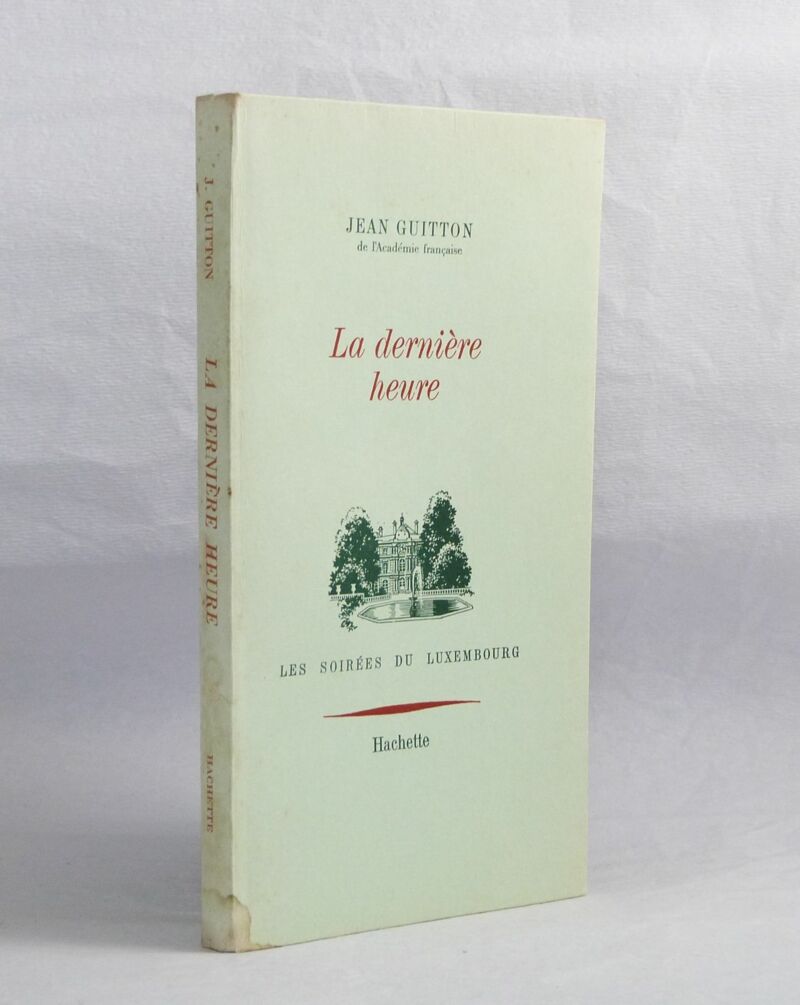 J. GUITTON
LA DERNIÈRE HEURE
HACHETTE
JEAN GUITTON
de l'Académie française
La dernière
heure
LES SOIRÉES DU LUXEMBOURG
Hachette